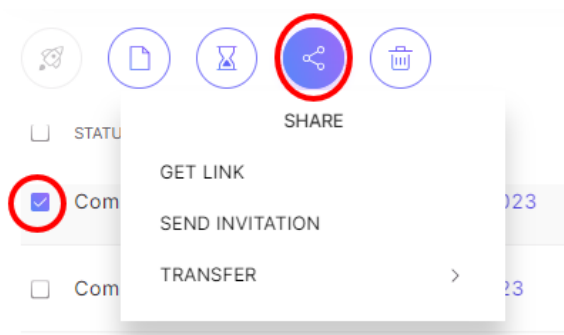 SHARE
STATU
GET LINK
Com
023
SEND INVITATION
TRANSFER
Com
23